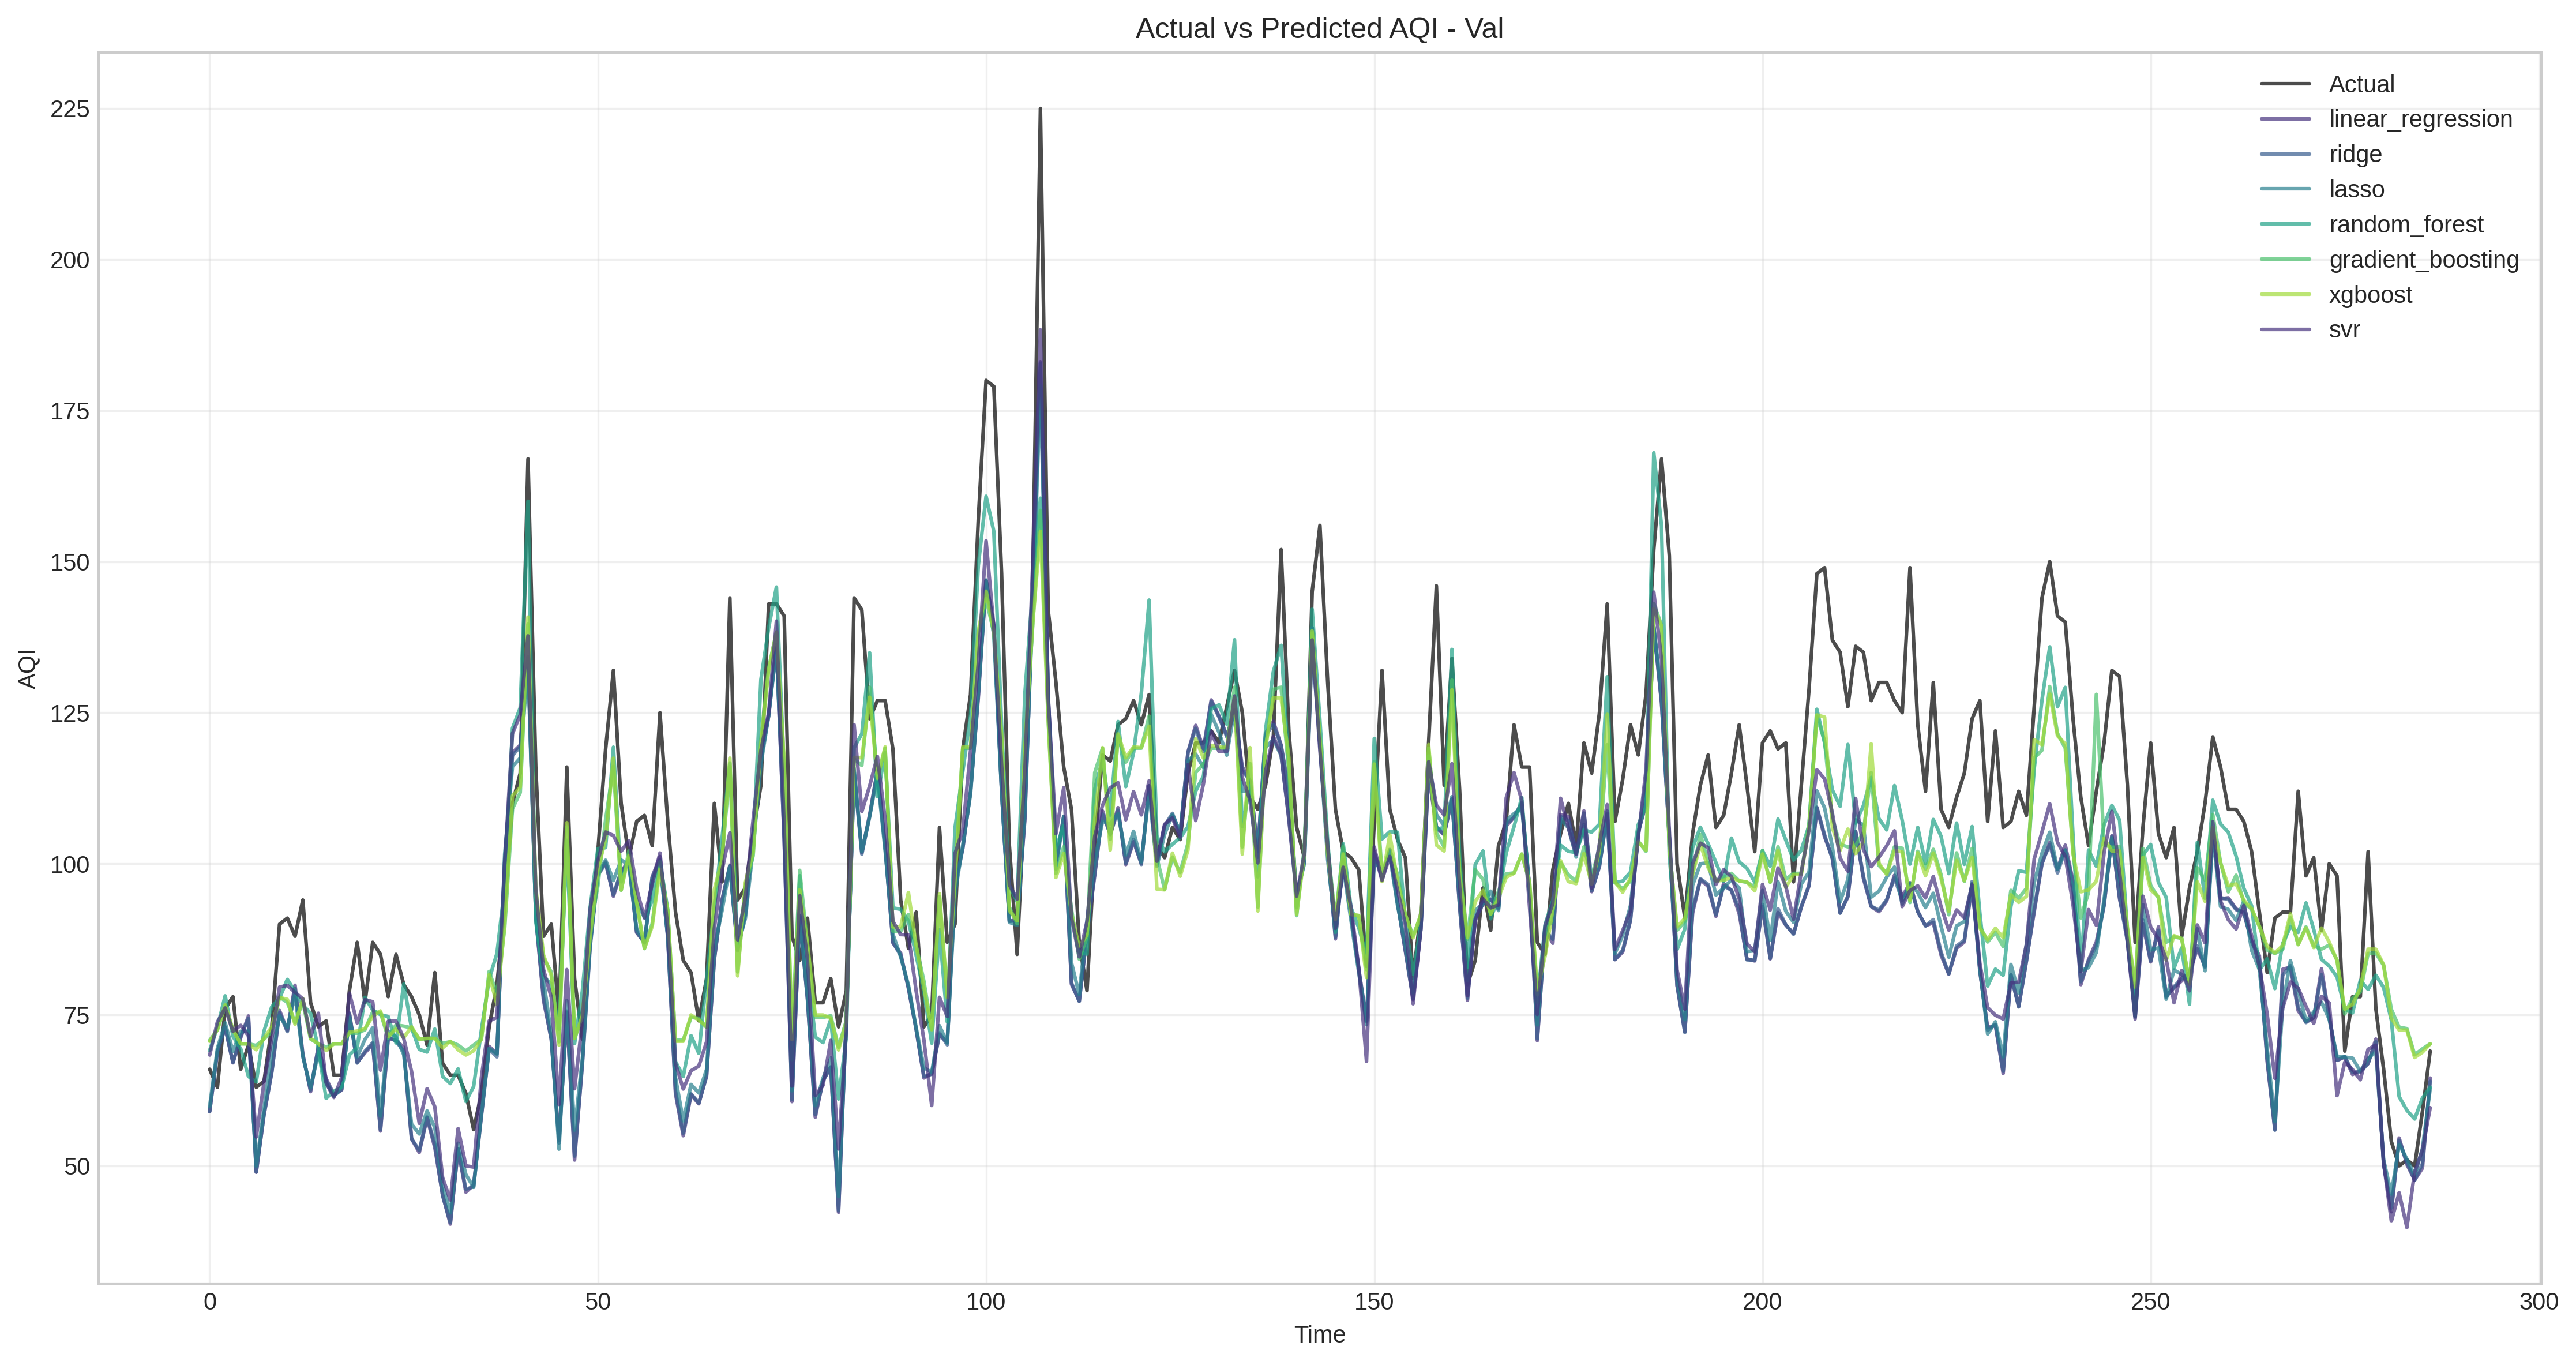 Actual vs Predicted AQI - Val
Actual
linear_regression
ridge
lasso
random_forest
gradient_boosting
xgboost
svr
AQI
225
200
175
150
125
100
75
50
0
50
100
150
200
250
300
Time